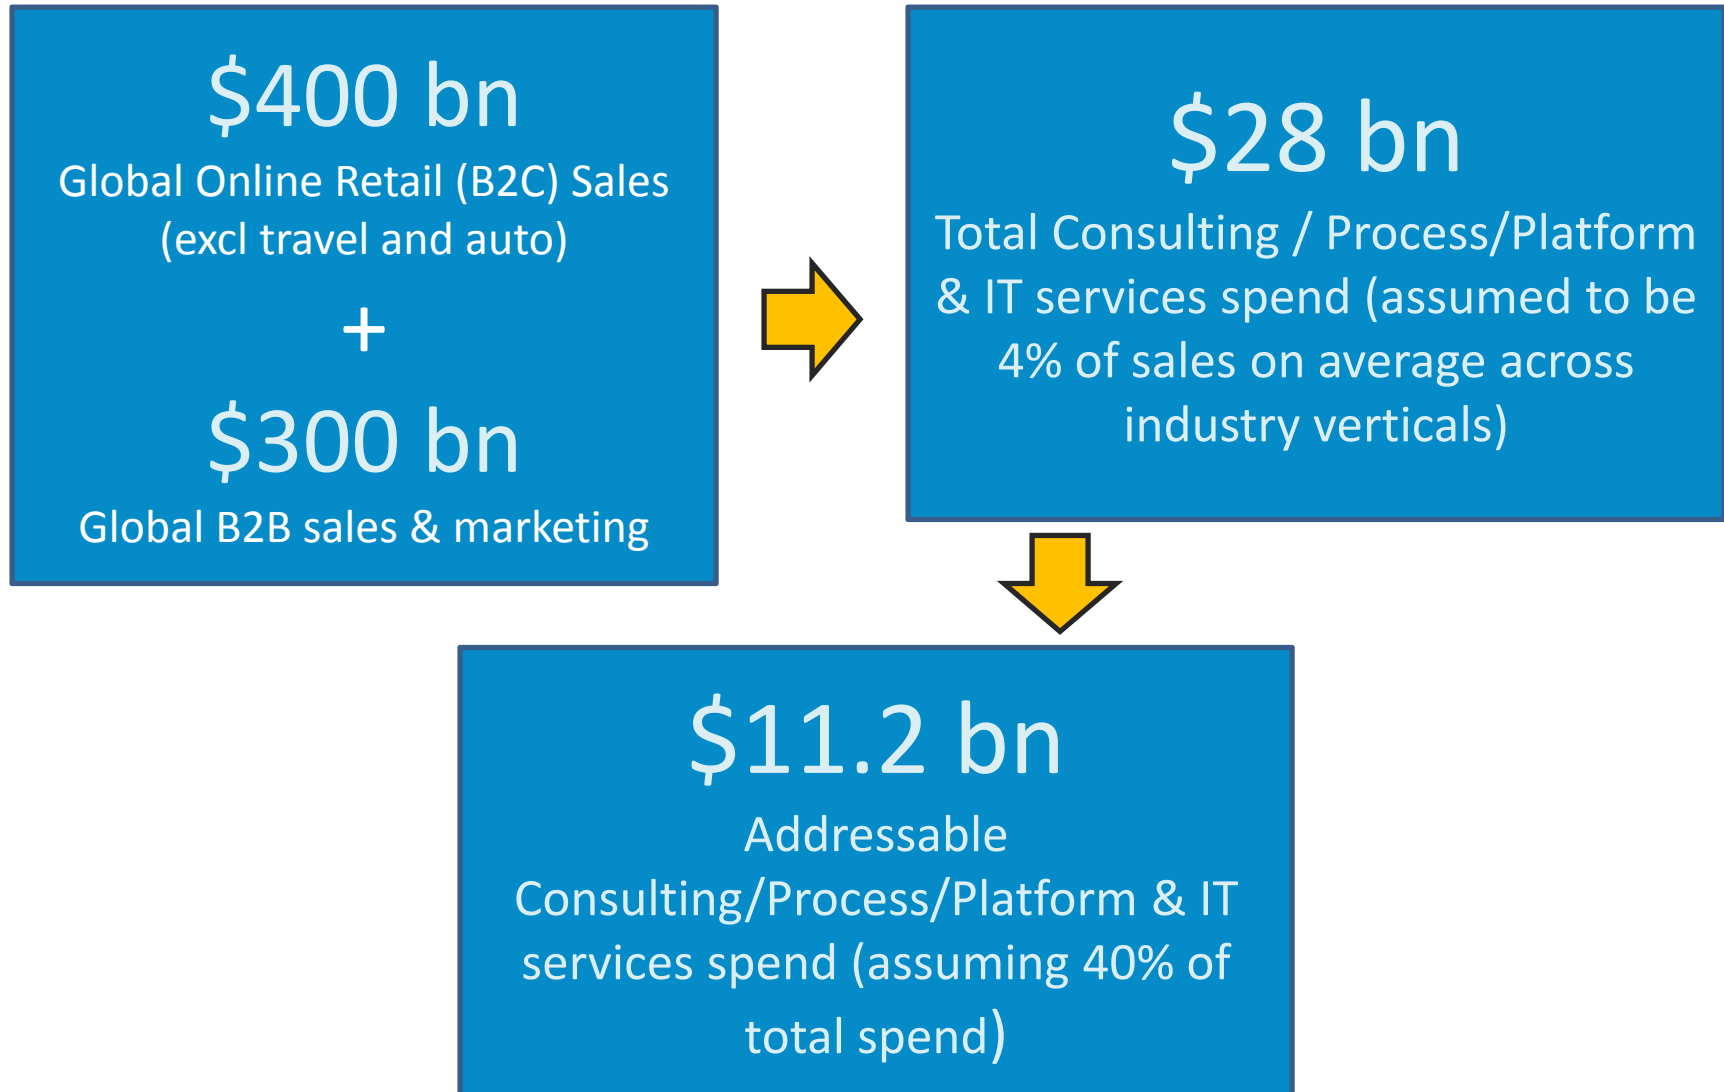 $400 bn
Global Online Retail (B2C) Sales
(excl travel and auto)
+
$300 bn
Global B2B sales & marketing
$28 bn
Total Consulting / Process/Platform
& IT services spend (assumed to be
4% of sales on average across
industry verticals)
$11.2 bn
Addressable
Consulting/Process/Platform & IT
services spend (assuming 40% of
total spend)